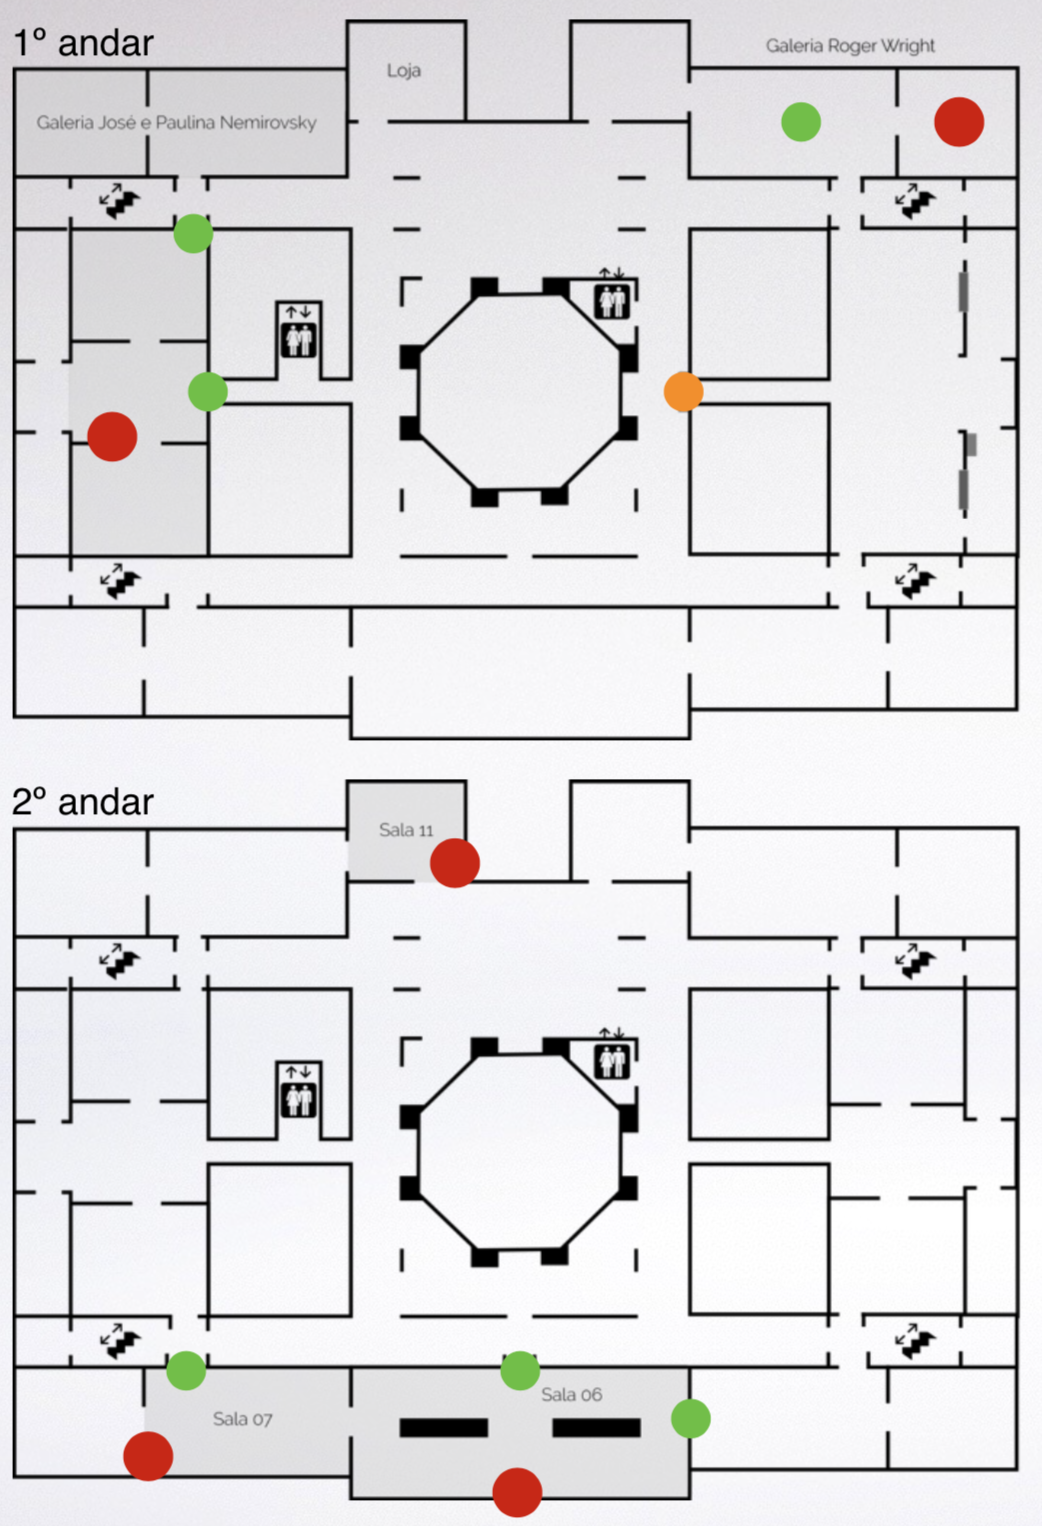 1º andar
Galeria Roger Wright
Loja
Galeria José e Paulina Nemirovsky
2º andar
Sala 11
Sala 06
Sala 07